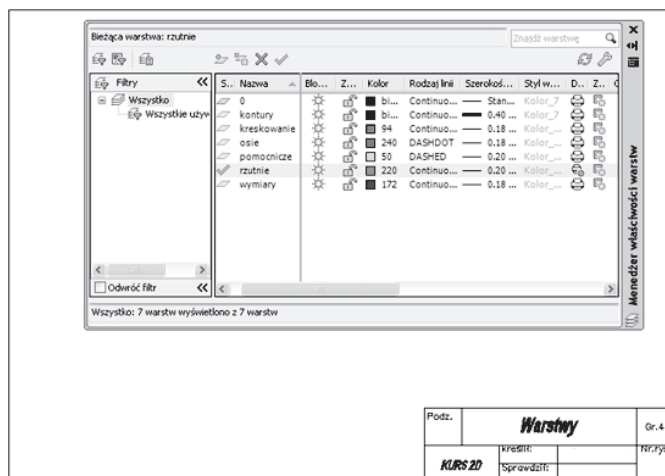 Bieżąca warstwa: rzutnie
Znajdź warstwę
Filtry
S.. Nazwa Blo... Z... Kolor Rodzaj linii Szerokoś... Styl w... D.. Z..
Wszystko
Wszystkie używ
0 bi... Continuo... Stan... Kolor_7
kontury bi... Continuo... 0.40 ... Kolor_7
kreskowanie 94 Continuo... 0.18 ... Kolor_...
osie 240 DASHDOT 0.18 ... Kolor_...
pomocnicze 50 DASHED 0.20 ... Kolor_...
rzutnie 220 Continuo... 0.20 ... Kolor_...
wymiary 172 Continuo... 0.18 ... Kolor_...
Odwróć filtr
Wszystko: 7 warstw wyświetlono z 7 warstw
Menedżer właściwości warstw
Podz.
Warstwy
Gr.4
KURS 2D
kreślił:
Nr.ry
Sprawdził: